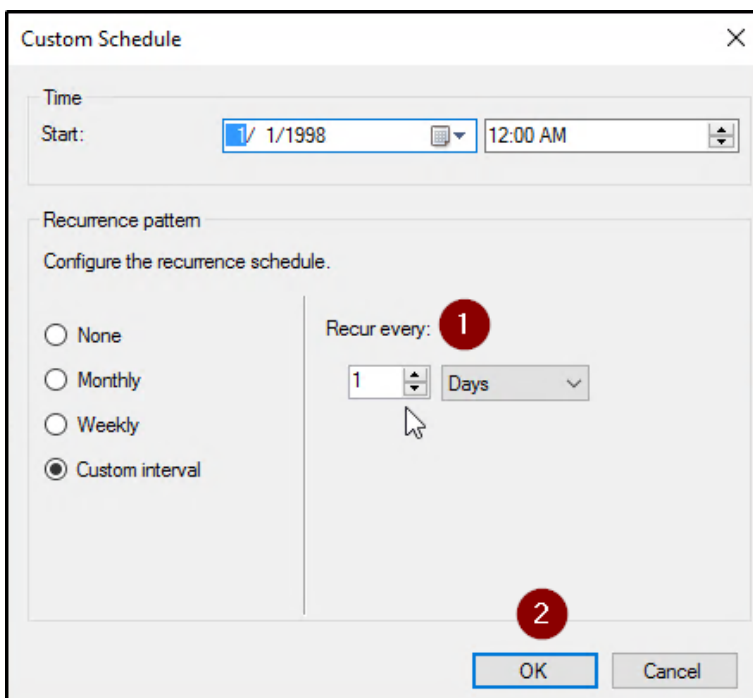 Custom Schedule
Time
Start: 1/ 1/1998 12:00 AM
Recurrence pattern
Configure the recurrence schedule.
None
Monthly
Weekly
Custom interval
Recur every: 1
1 Days
2
OK Cancel